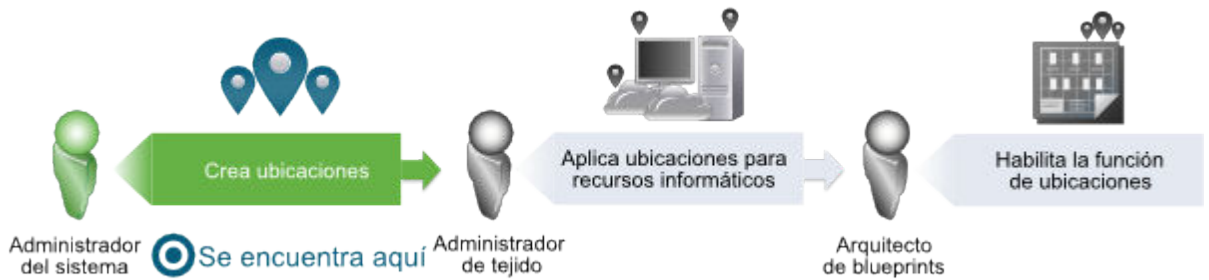 Crea ubicaciones
Aplica ubicaciones para
recursos informáticos
Habilita la función
de ubicaciones
Administrador
del sistema
Se encuentra aquí
Administrador
de tejido
Arquitecto
de blueprints